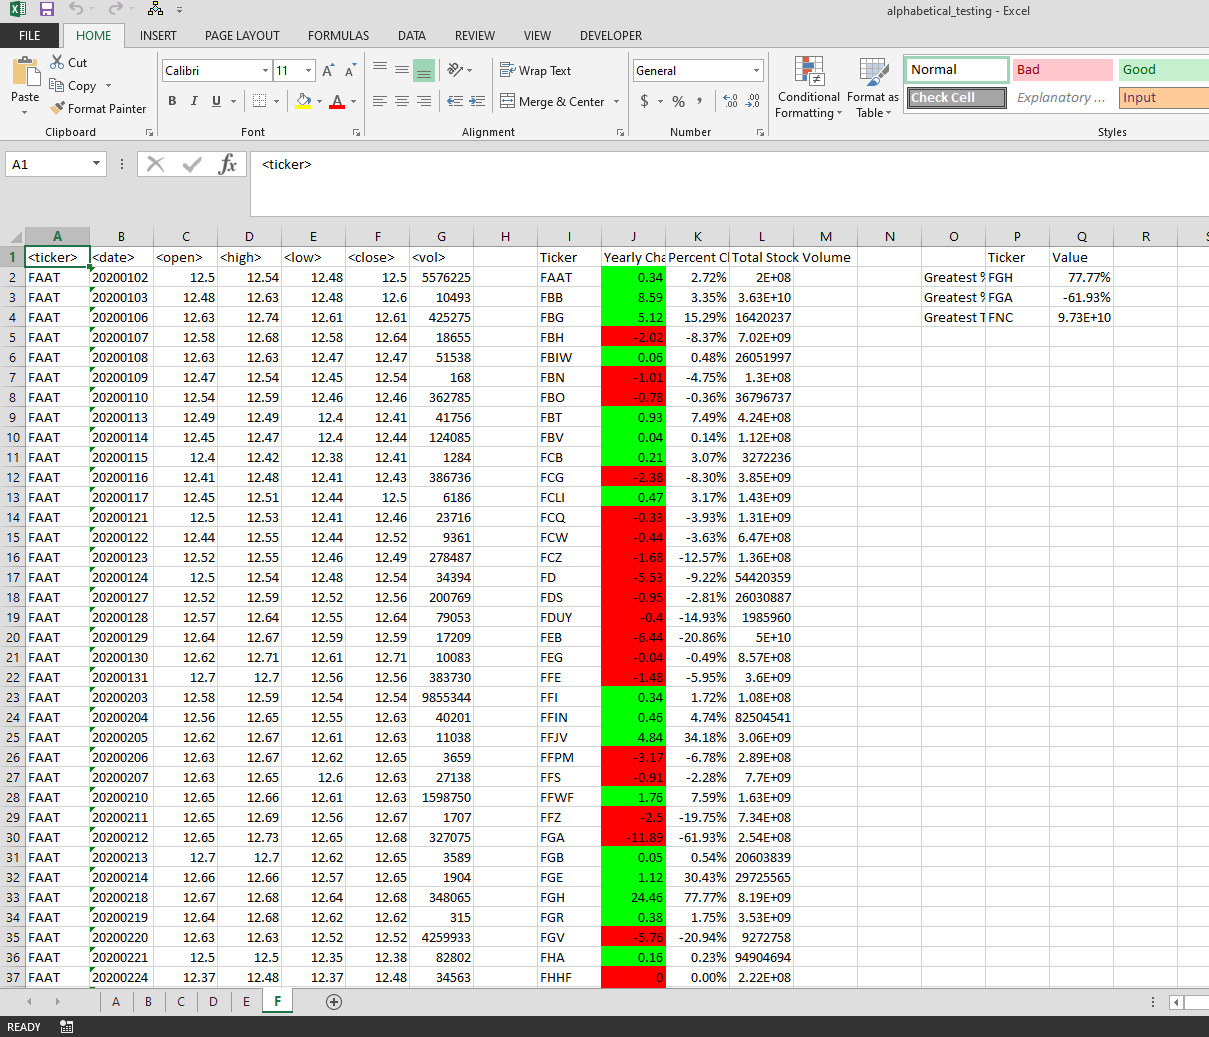 alphabetical_testing - Excel
FILE HOME INSERT PAGE LAYOUT FORMULAS DATA REVIEW VIEW DEVELOPER
Paste
Cut
Copy
Format Painter
Clipboard
Calibri 11
B I U
Font
Wrap Text
Merge & Center
Alignment
General
$ % ,
Number
Conditional Formatting
Format as Table
Normal Bad Good
Check Cell Explanatory ... Input
Styles
A1 fx <ticker>
A B C D E F G H I J K L M N O P Q R S
1 <ticker> <date> <open> <high> <low> <close> <vol> Ticker Yearly Cha Percent Cl Total Stock Volume Ticker Value
2 FAAT 20200102 12.5 12.54 12.48 12.5 5576225 FAAT 0.34 2.72% 2E+08 Greatest % FGH 77.77%
3 FAAT 20200103 12.48 12.63 12.48 12.6 10493 FBB 8.59 3.35% 3.63E+10 Greatest % FGA -61.93%
4 FAAT 20200106 12.63 12.74 12.61 12.61 425275 FBG 5.12 15.29% 16420237 Greatest T FNC 9.73E+10
5 FAAT 20200107 12.58 12.68 12.58 12.64 18655 FBH -2.02 -8.37% 7.02E+09
6 FAAT 20200108 12.63 12.63 12.47 12.47 51538 FBIW 0.06 0.48% 26051997
7 FAAT 20200109 12.47 12.54 12.45 12.54 168 FBN -1.01 -4.75% 1.3E+08
8 FAAT 20200110 12.54 12.59 12.46 12.46 362785 FBO -0.78 -0.36% 36796737
9 FAAT 20200113 12.49 12.49 12.4 12.41 41756 FBT 0.93 7.49% 4.24E+08
10 FAAT 20200114 12.45 12.47 12.4 12.44 124085 FBV 0.04 0.14% 1.12E+08
11 FAAT 20200115 12.4 12.42 12.38 12.41 1284 FCB 0.21 3.07% 3272236
12 FAAT 20200116 12.41 12.48 12.41 12.43 386736 FCG -2.38 -8.30% 3.85E+09
13 FAAT 20200117 12.45 12.51 12.44 12.5 6186 FCLI 0.47 3.17% 1.43E+09
14 FAAT 20200121 12.5 12.53 12.41 12.46 23716 FCQ -0.33 -3.93% 1.31E+09
15 FAAT 20200122 12.44 12.55 12.44 12.52 9361 FCW -0.44 -3.63% 6.47E+08
16 FAAT 20200123 12.52 12.55 12.46 12.49 278487 FCZ -1.68 -12.57% 1.36E+08
17 FAAT 20200124 12.5 12.54 12.48 12.54 34394 FD -5.53 -9.22% 54420359
18 FAAT 20200127 12.52 12.59 12.52 12.56 200769 FDS -0.95 -2.81% 26030887
19 FAAT 20200128 12.57 12.64 12.55 12.64 79053 FDUY -0.4 -14.93% 1985960
20 FAAT 20200129 12.64 12.67 12.59 12.59 17209 FEB -6.44 -20.86% 5E+10
21 FAAT 20200130 12.62 12.71 12.61 12.71 10083 FEG -0.04 -0.49% 8.57E+08
22 FAAT 20200131 12.7 12.7 12.56 12.56 383730 FFE -1.48 -5.95% 3.6E+09
23 FAAT 20200203 12.58 12.59 12.54 12.54 9855344 FFI 0.34 1.72% 1.08E+08
24 FAAT 20200204 12.56 12.65 12.55 12.63 40201 FFIN 0.46 4.74% 82504541
25 FAAT 20200205 12.62 12.67 12.61 12.63 11038 FFJV 4.84 34.18% 3.06E+09
26 FAAT 20200206 12.63 12.67 12.62 12.65 3659 FFPM -3.17 -6.78% 2.89E+08
27 FAAT 20200207 12.63 12.65 12.6 12.63 27138 FFS -0.91 -2.28% 7.7E+09
28 FAAT 20200210 12.65 12.66 12.61 12.63 1598750 FFWF 1.76 7.59% 1.63E+09
29 FAAT 20200211 12.65 12.69 12.56 12.67 1707 FFZ -2.5 -19.75% 7.34E+08
30 FAAT 20200212 12.65 12.73 12.65 12.68 327075 FGA -11.89 -61.93% 2.54E+08
31 FAAT 20200213 12.7 12.7 12.62 12.65 3589 FGB 0.05 0.54% 20603839
32 FAAT 20200214 12.66 12.66 12.57 12.65 1904 FGE 1.12 30.43% 29725565
33 FAAT 20200218 12.67 12.68 12.64 12.68 348065 FGH 24.46 77.77% 8.19E+09
34 FAAT 20200219 12.64 12.68 12.62 12.62 315 FGR 0.38 1.75% 3.53E+09
35 FAAT 20200220 12.63 12.63 12.52 12.52 4259933 FGV -5.76 -20.94% 9272758
36 FAAT 20200221 12.5 12.5 12.35 12.38 82802 FHA 0.16 0.23% 94904694
37 FAAT 20200224 12.37 12.48 12.37 12.48 34563 FHHF 0 0.00% 2.22E+08
A B C D E F
READY